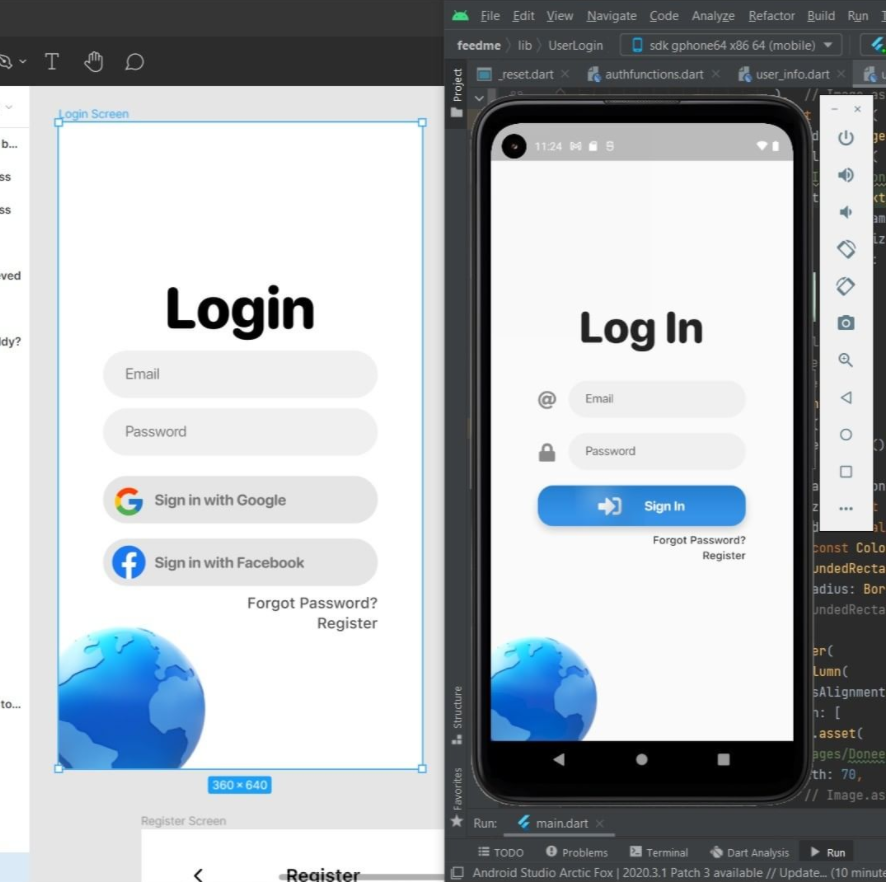 File Edit View Navigate Code Analyze Refactor Build Run
feedme lib UserLogin sdk gphone64 x86 64 (mobile)
_reset.dart authfunctions.dart user_info.dart
Project
Login Screen
b...
ss
ss
ved
ldy?
to...
Login
Email
Password
Sign in with Google
Sign in with Facebook
Forgot Password?
Register
360 × 640
Register Screen
Register
11:24
Log In
@
Email
Password
Sign In
Forgot Password?
Register
const Colo
undedRecta
adius: Bor
undedRecta
er(
lumn(
sAlignment
n: [
.asset(
ages/Donee
th: 70,
// Image.as
Structure
Favorites
Run: main.dart
TODO Problems Terminal Dart Analysis Run
Android Studio Arctic Fox | 2020.3.1 Patch 3 available // Update... (10 minute